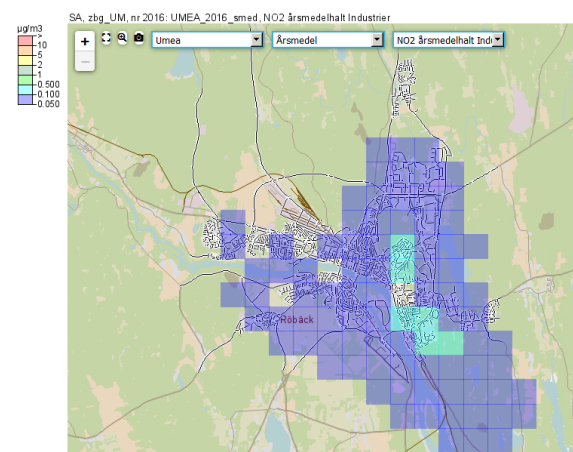 SA, zbg_UM, nr 2016: UMEA_2016_smed, NO2 årsmedelhalt Industrier
µg/m3
>
10
5
2
1
0.500
0.100
0.050
+
−
Umea
Årsmedel
NO2 årsmedelhalt Indu
Röbäck